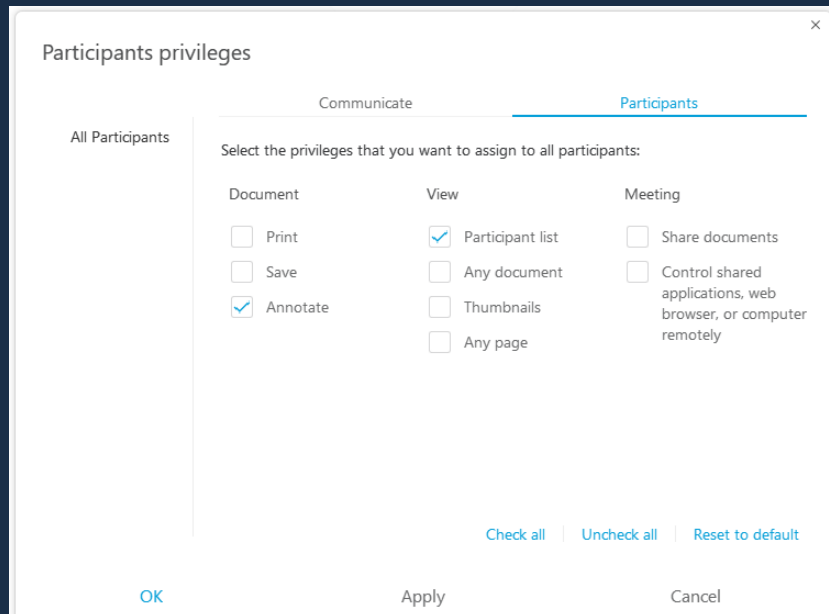 Participants privileges
Communicate
Participants
All Participants
Select the privileges that you want to assign to all participants:
Document
View
Meeting
Print
Participant list
Share documents
Save
Any document
Control shared
applications, web
browser, or computer
remotely
Annotate
Thumbnails
Any page
Check all
Uncheck all
Reset to default
OK
Apply
Cancel